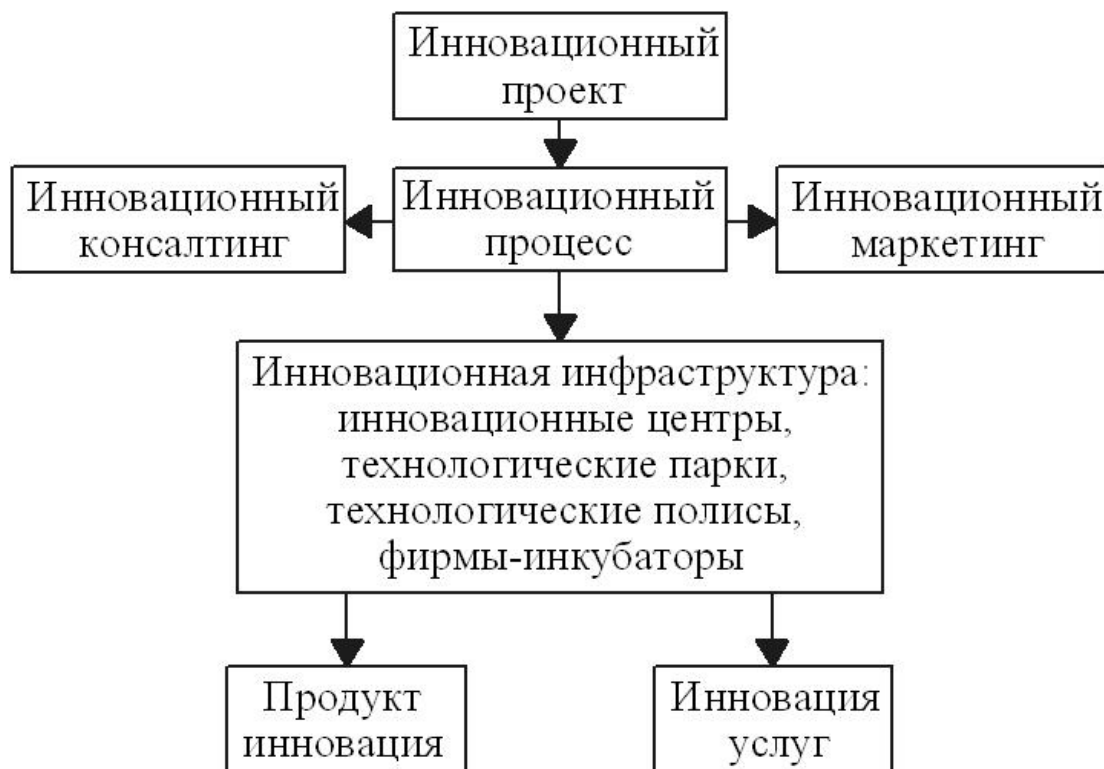 Инновационный
проект
Инновационный
консалтинг
Инновационный
процесс
Инновационный
маркетинг
Инновационная инфраструктура:
инновационные центры,
технологические парки,
технологические полисы,
фирмы-инкубаторы
Продукт
инновация
Инновация
услуг